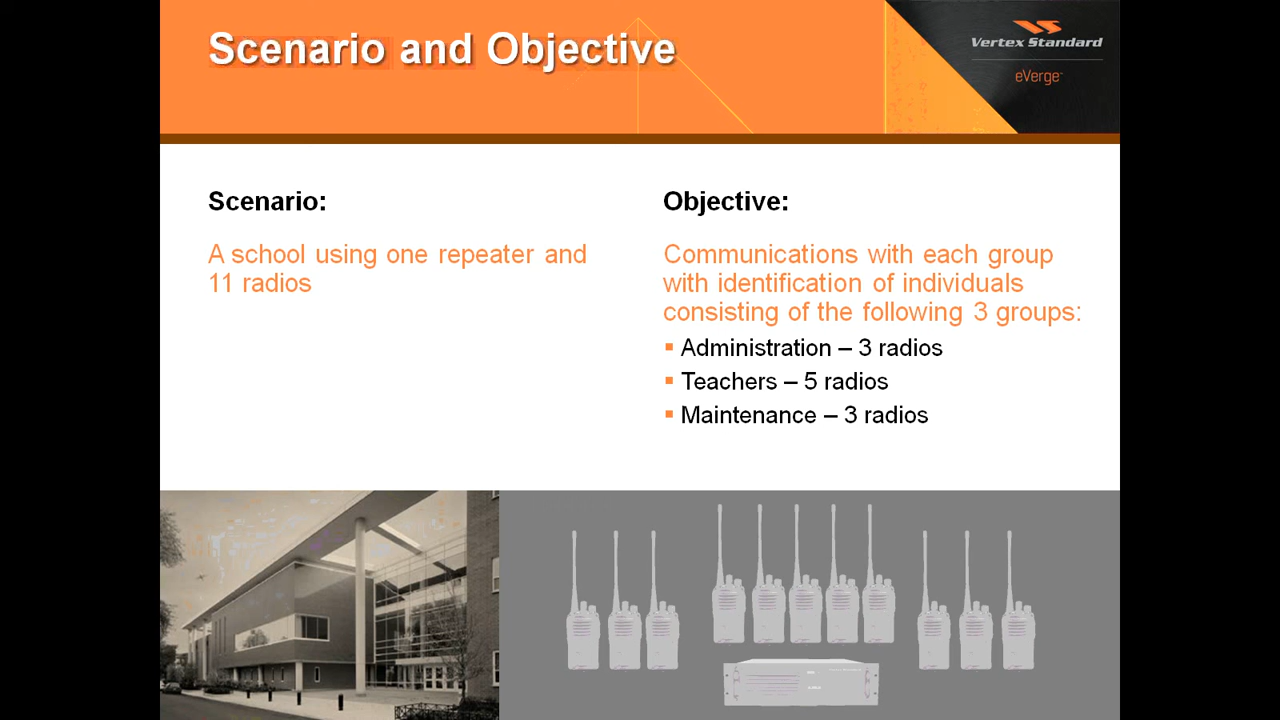 Scenario and Objective
Vertex Standard
eVerge™
Scenario:
A school using one repeater and
11 radios
Objective:
Communications with each group
with identification of individuals
consisting of the following 3 groups:
▪ Administration – 3 radios
▪ Teachers – 5 radios
▪ Maintenance – 3 radios